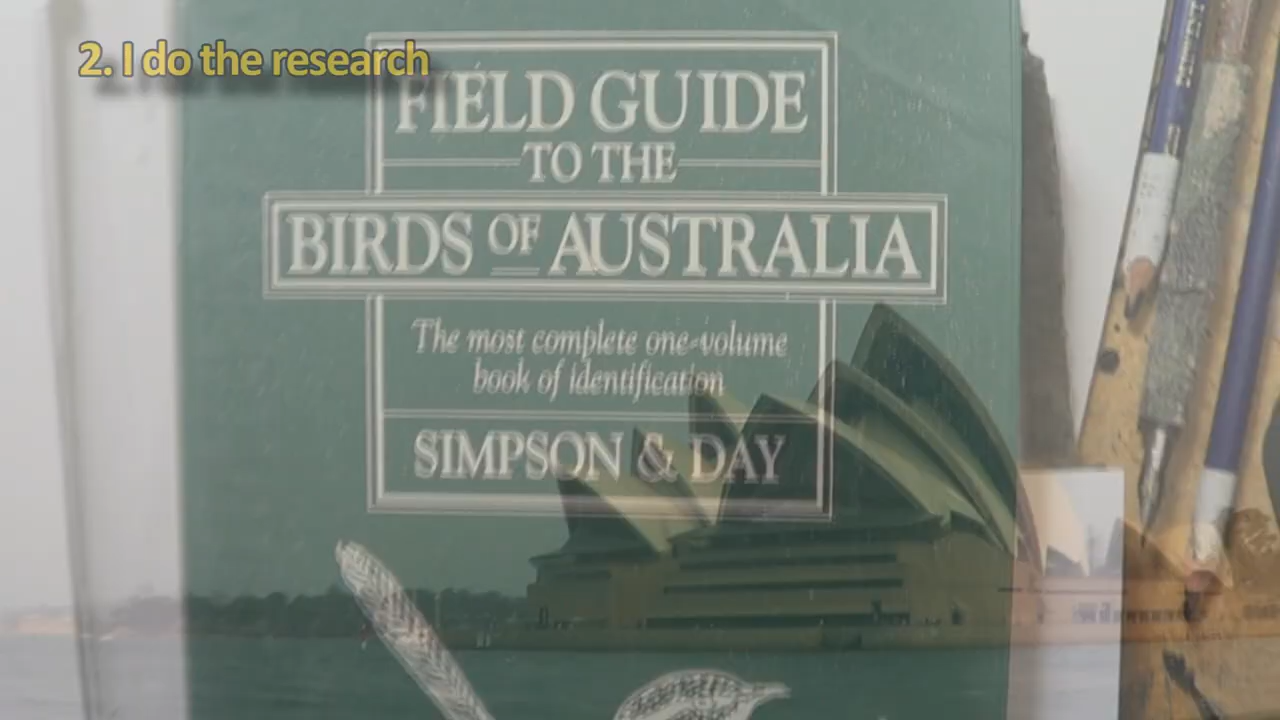 2. I do the research
FIELD GUIDE
TO THE
BIRDS OF AUSTRALIA
The most complete one-volume
book of identification
SIMPSON & DAY